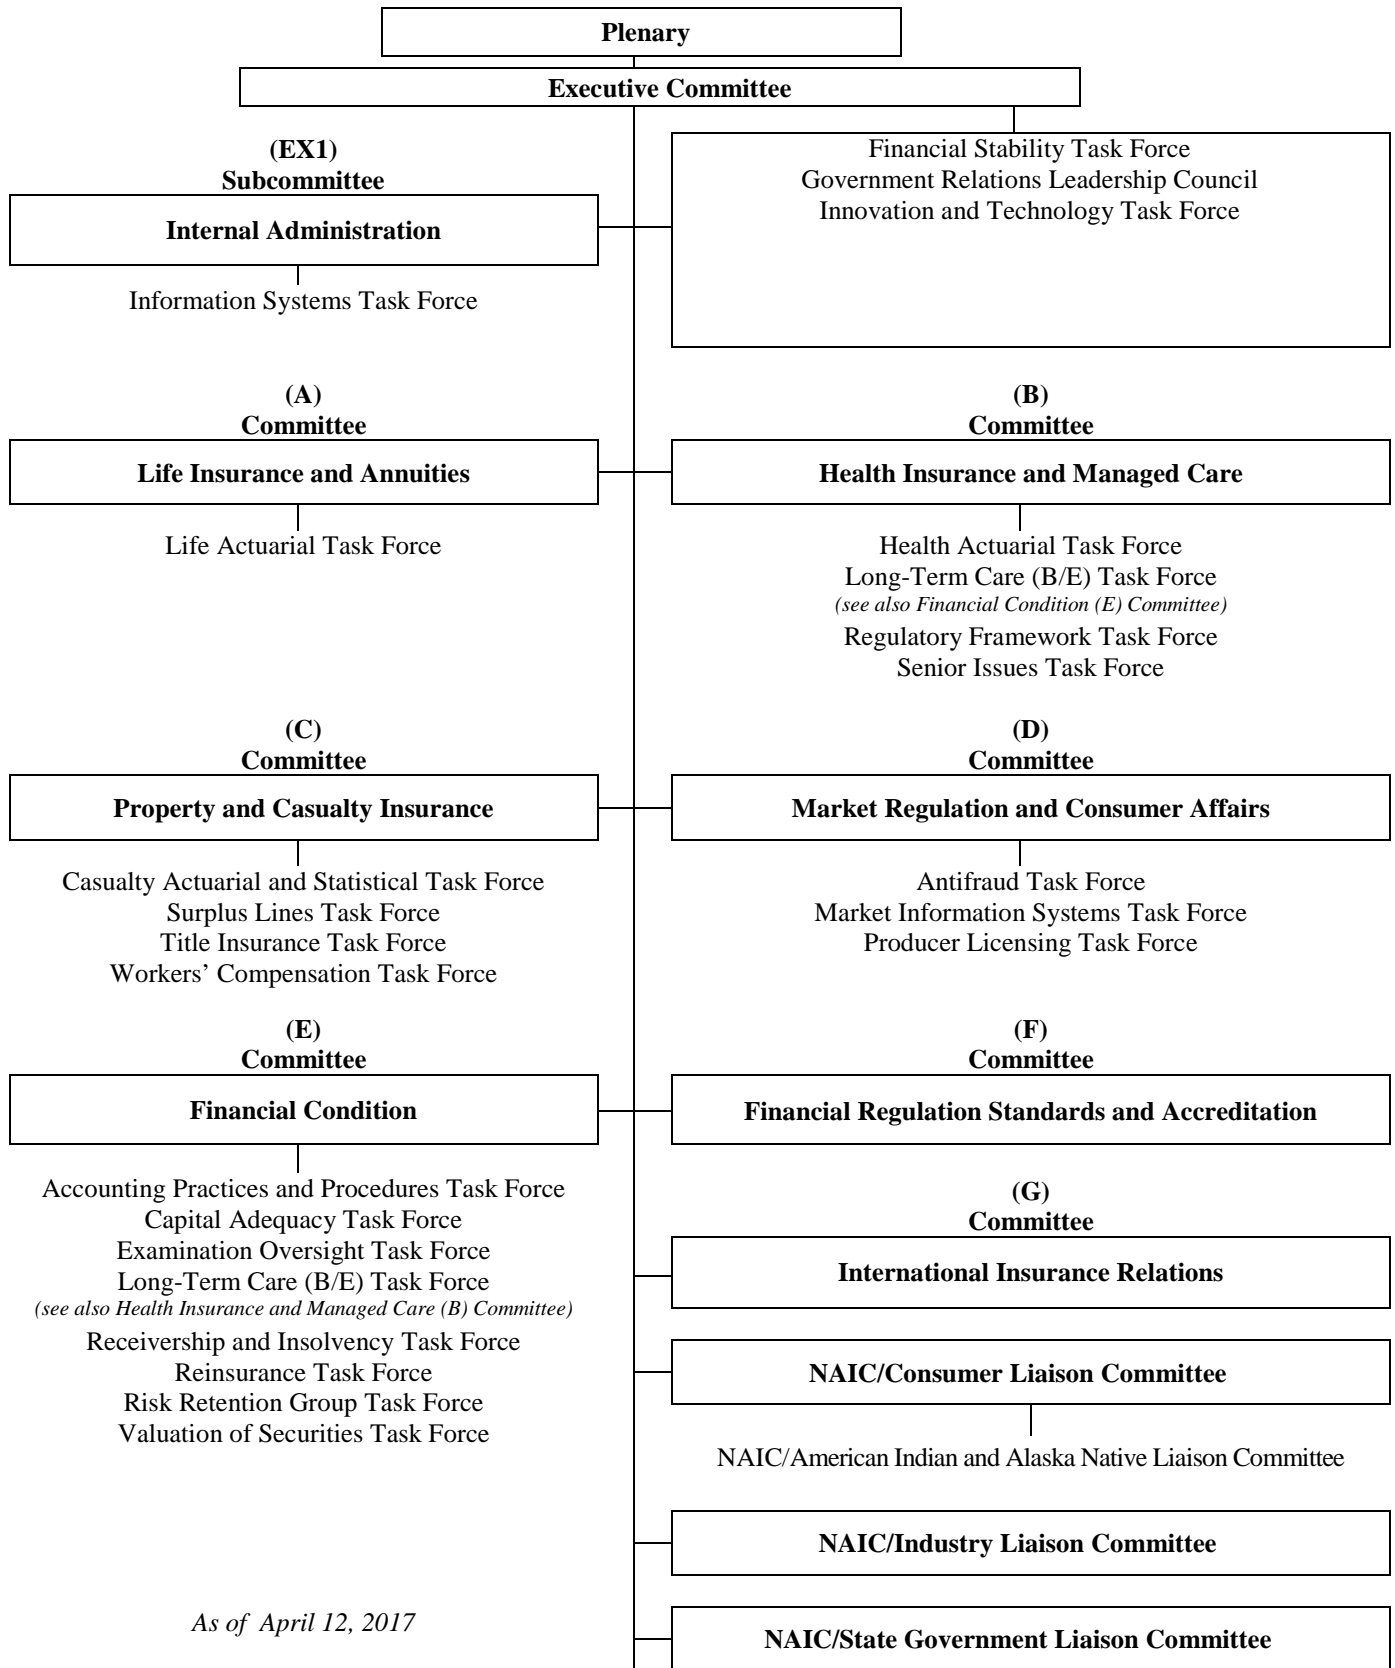 Plenary
Executive Committee
(EX1)
Subcommittee
Internal Administration
Information Systems Task Force
Financial Stability Task Force
Government Relations Leadership Council
Innovation and Technology Task Force
(A)
Committee
Life Insurance and Annuities
Life Actuarial Task Force
(B)
Committee
Health Insurance and Managed Care
Health Actuarial Task Force
Long-Term Care (B/E) Task Force
(see also Financial Condition (E) Committee)
Regulatory Framework Task Force
Senior Issues Task Force
(C)
Committee
Property and Casualty Insurance
Casualty Actuarial and Statistical Task Force
Surplus Lines Task Force
Title Insurance Task Force
Workers’ Compensation Task Force
(D)
Committee
Market Regulation and Consumer Affairs
Antifraud Task Force
Market Information Systems Task Force
Producer Licensing Task Force
(E)
Committee
Financial Condition
Accounting Practices and Procedures Task Force
Capital Adequacy Task Force
Examination Oversight Task Force
Long-Term Care (B/E) Task Force
(see also Health Insurance and Managed Care (B) Committee)
Receivership and Insolvency Task Force
Reinsurance Task Force
Risk Retention Group Task Force
Valuation of Securities Task Force
(F)
Committee
Financial Regulation Standards and Accreditation
(G)
Committee
International Insurance Relations
NAIC/Consumer Liaison Committee
NAIC/American Indian and Alaska Native Liaison Committee
NAIC/Industry Liaison Committee
NAIC/State Government Liaison Committee
As of April 12, 2017